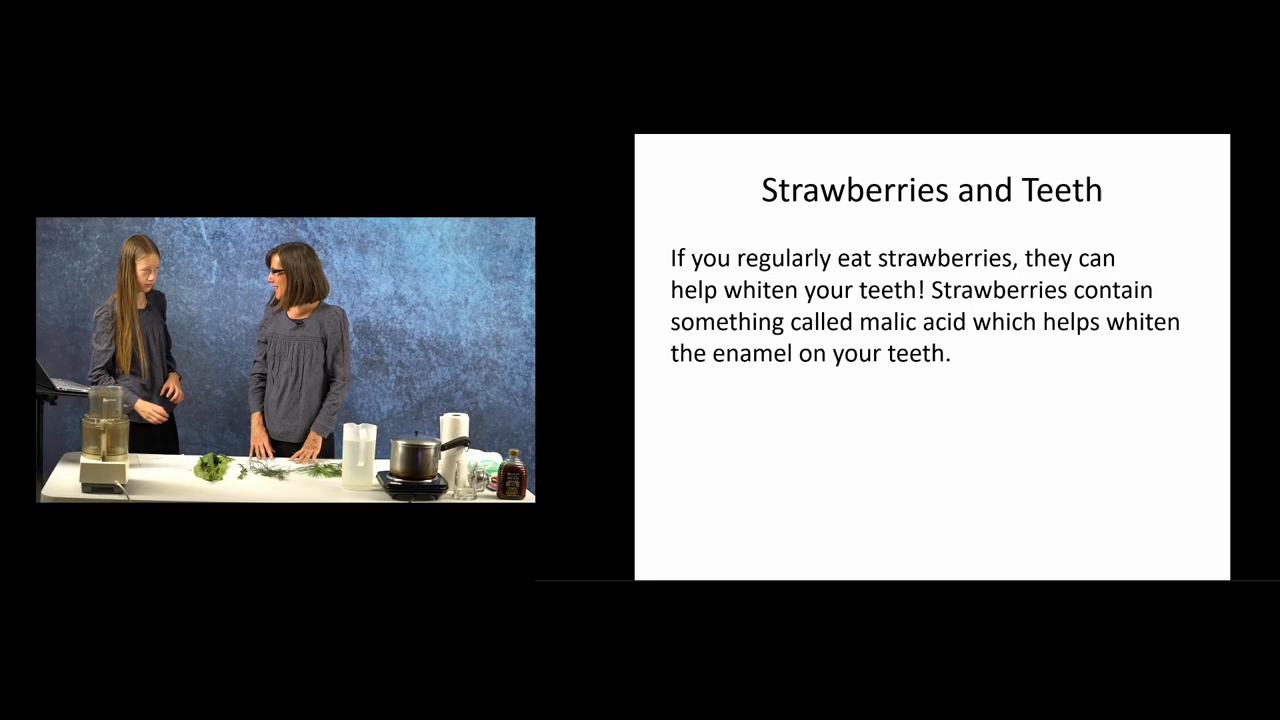 Strawberries and Teeth
If you regularly eat strawberries, they can
help whiten your teeth! Strawberries contain
something called malic acid which helps whiten
the enamel on your teeth.